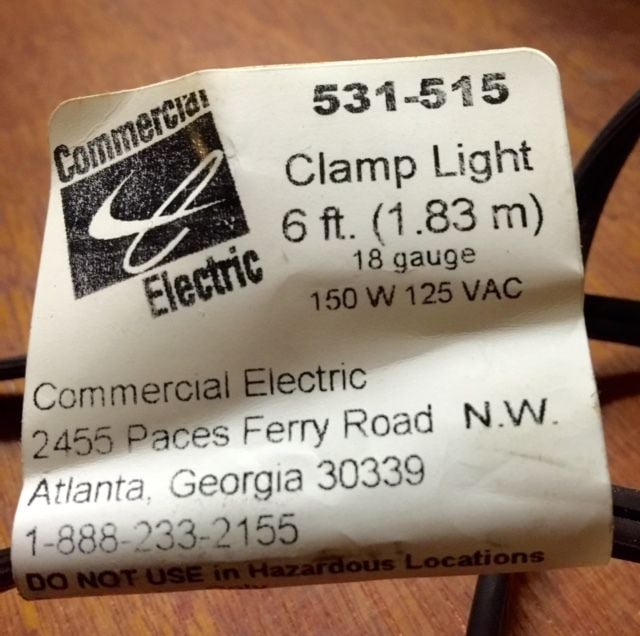 Commercial
Electric
531-515
Clamp Light
6 ft. (1.83 m)
18 gauge
150 W 125 VAC
Commercial Electric
2455 Paces Ferry Road N.W.
Atlanta, Georgia 30339
1-888-233-2155
DO NOT USE in Hazardous Locations